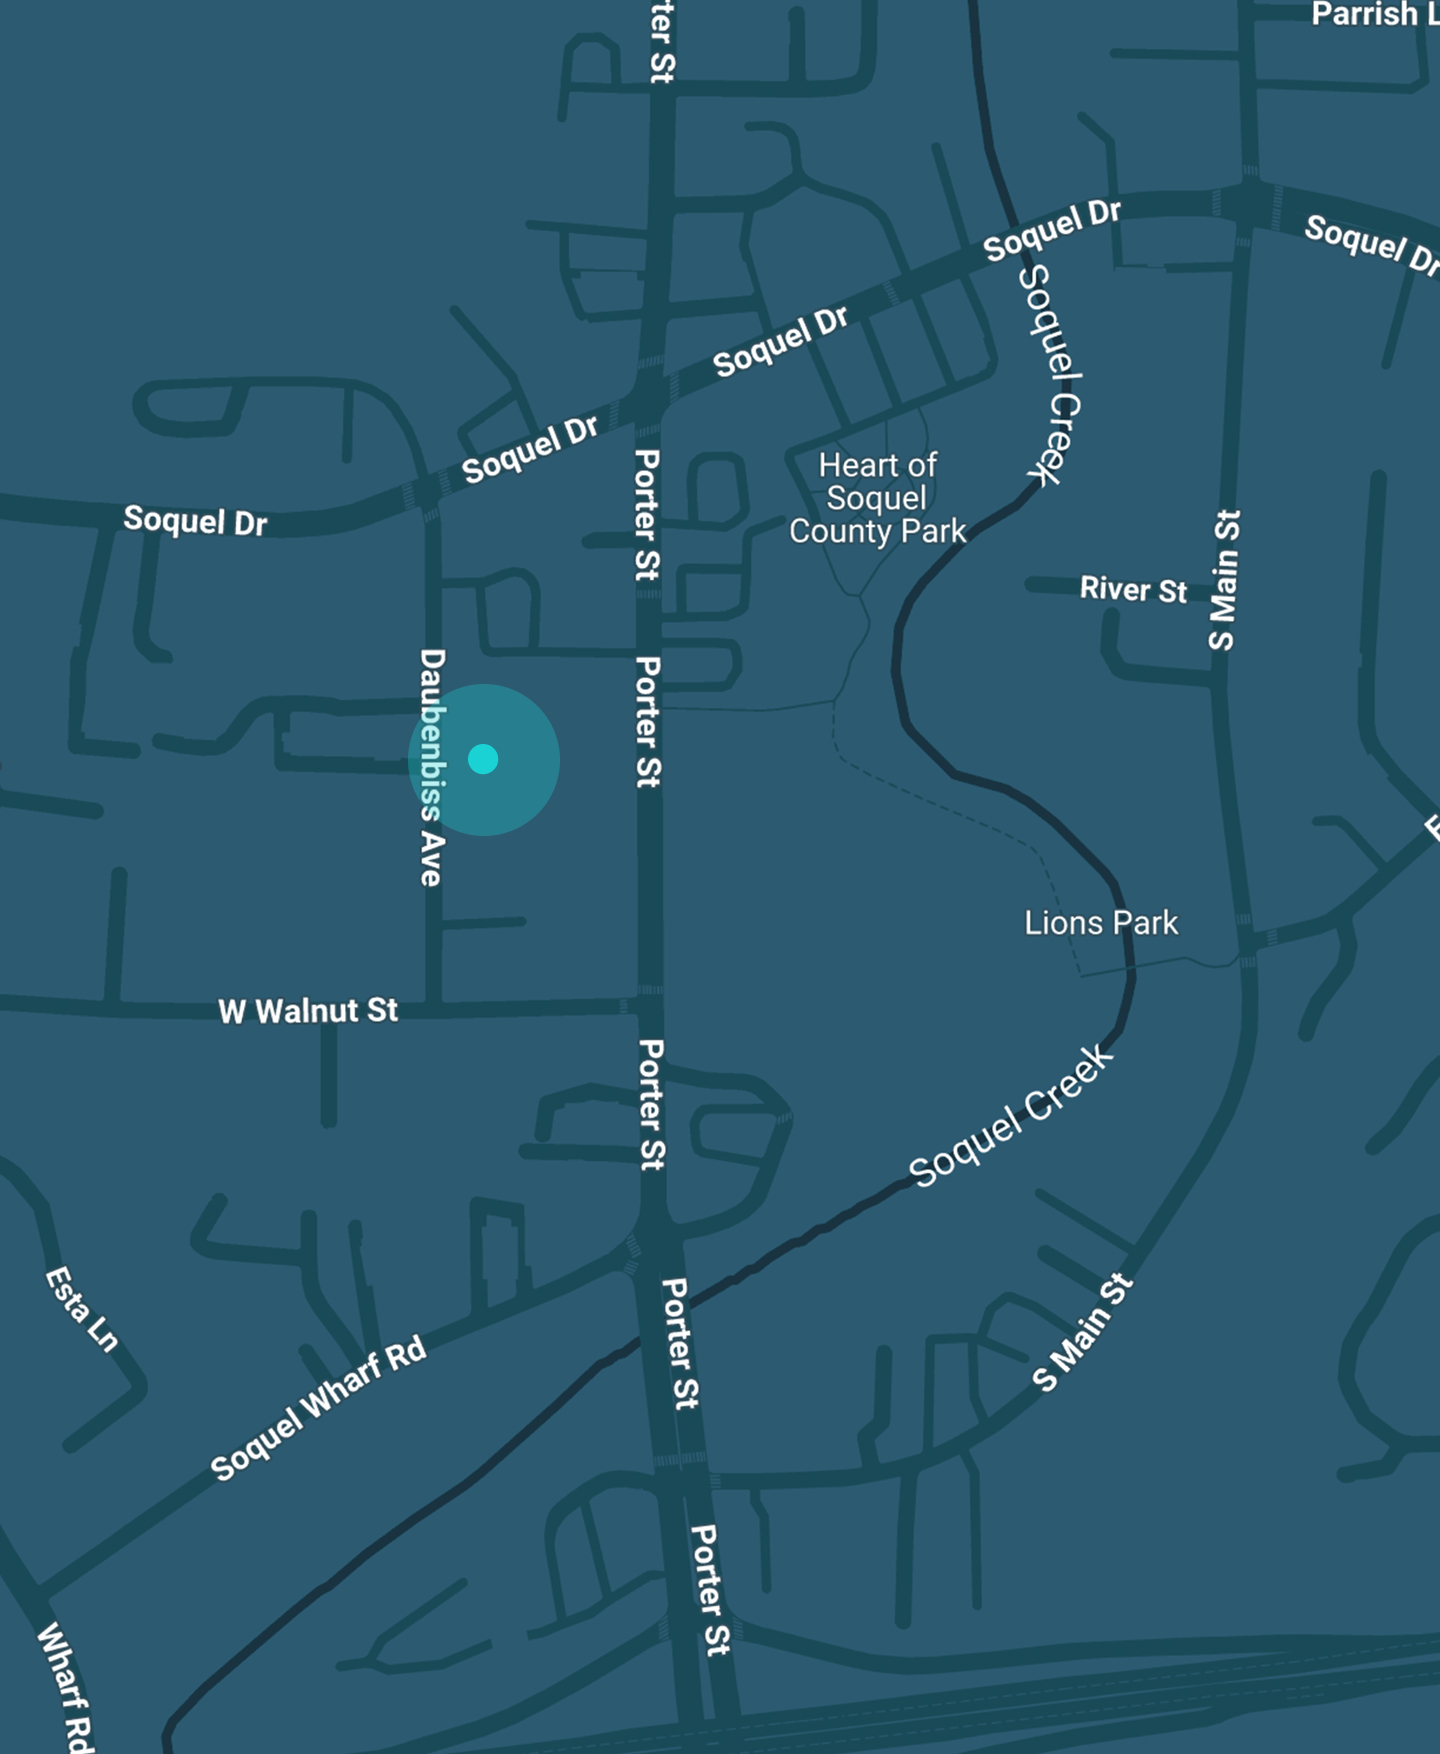 Parrish L
ter St
Soquel Dr
Soquel Dr
Soquel Creek
Soquel Dr
Soquel Dr
Soquel Dr
Heart of
Soquel
County Park
Porter St
River St
S Main St
Daubenbiss Ave
Porter St
Lions Park
W Walnut St
Porter St
Soquel Creek
Esta Ln
Porter St
S Main St
Soquel Wharf Rd
Porter St
Wharf Rd